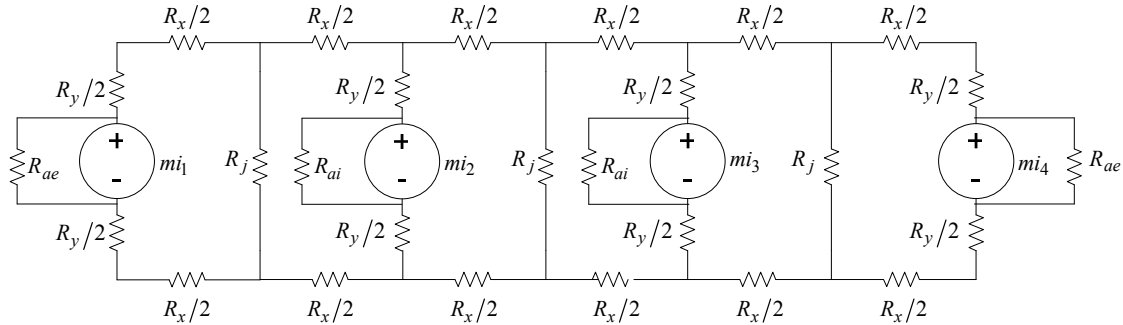 R_x/2 R_x/2 R_x/2 R_x/2 R_x/2 R_x/2
R_y/2 R_y/2 R_y/2 R_y/2
+ + + +
R_ae mi_1 R_j R_ai mi_2 R_j R_ai mi_3 R_j mi_4 R_ae
- - - -
R_y/2 R_y/2 R_y/2 R_y/2
R_x/2 R_x/2 R_x/2 R_x/2 R_x/2 R_x/2